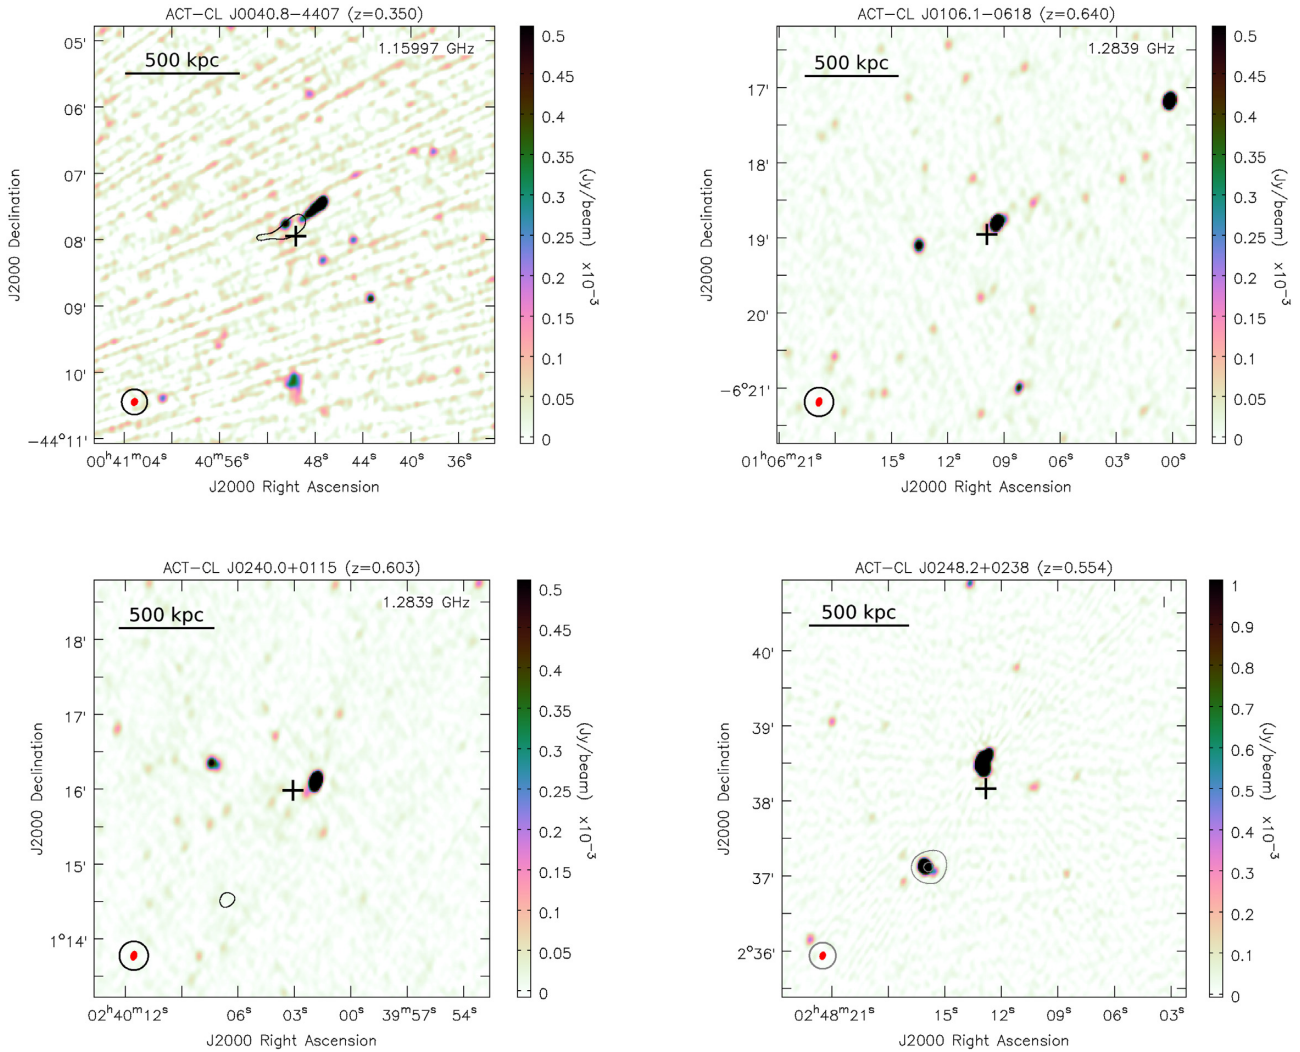 ACT−CL J0040.8−4407 (z=0.350)
500 kpc
1.15997 GHz
05'
06'
07'
08'
09'
10'
−44°11'
J2000 Declination
00ʰ41ᵐ04ˢ 40ᵐ56ˢ 48ˢ 44ˢ 40ˢ 36ˢ
J2000 Right Ascension
0.5
0.45
0.4
0.35
0.3
0.25
0.2
0.15
0.1
0.05
0
(Jy/beam) x10⁻³
ACT−CL J0106.1−0618 (z=0.640)
500 kpc
1.2839 GHz
17'
18'
19'
20'
−6°21'
J2000 Declination
01ʰ06ᵐ21ˢ 15ˢ 12ˢ 09ˢ 06ˢ 03ˢ 00ˢ
J2000 Right Ascension
0.5
0.45
0.4
0.35
0.3
0.25
0.2
0.15
0.1
0.05
0
(Jy/beam) x10⁻³
ACT−CL J0240.0+0115 (z=0.603)
500 kpc
1.2839 GHz
18'
17'
16'
15'
1°14'
J2000 Declination
02ʰ40ᵐ12ˢ 06ˢ 03ˢ 00ˢ 39ᵐ57ˢ 54ˢ
J2000 Right Ascension
0.5
0.45
0.4
0.35
0.3
0.25
0.2
0.15
0.1
0.05
0
(Jy/beam) x10⁻³
ACT−CL J0248.2+0238 (z=0.554)
500 kpc
I
40'
39'
38'
37'
2°36'
J2000 Declination
02ʰ48ᵐ21ˢ 15ˢ 12ˢ 09ˢ 06ˢ 03ˢ
J2000 Right Ascension
1
0.9
0.8
0.7
0.6
0.5
0.4
0.3
0.2
0.1
0
(Jy/beam) x10⁻³